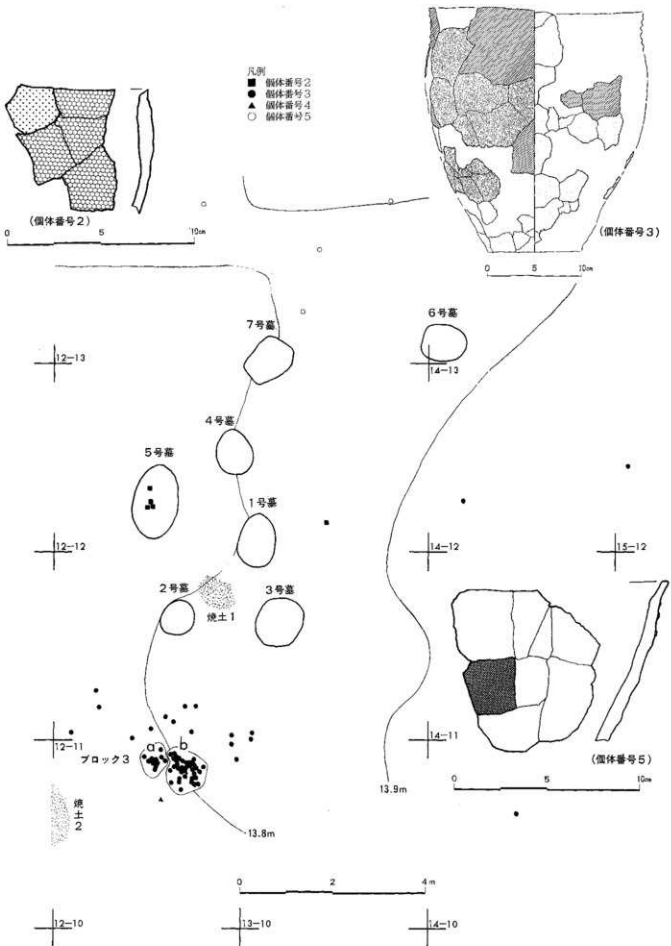 凡例
■ 個体番号2
● 個体番号3
▲ 個体番号4
○ 個体番号5
(個体番号2)
0 5 10cm
(個体番号3)
0 5 10cm
7号墓
6号墓
12-13
14-13
4号墓
5号墓
1号墓
12-12
14-12
15-12
2号墓
3号墓
焼土1
12-11
14-11
a
b
ブロック3
(個体番号5)
0 5 10cm
焼土2
13.9m
13.8m
0 2 4m
12-10
13-10
14-10